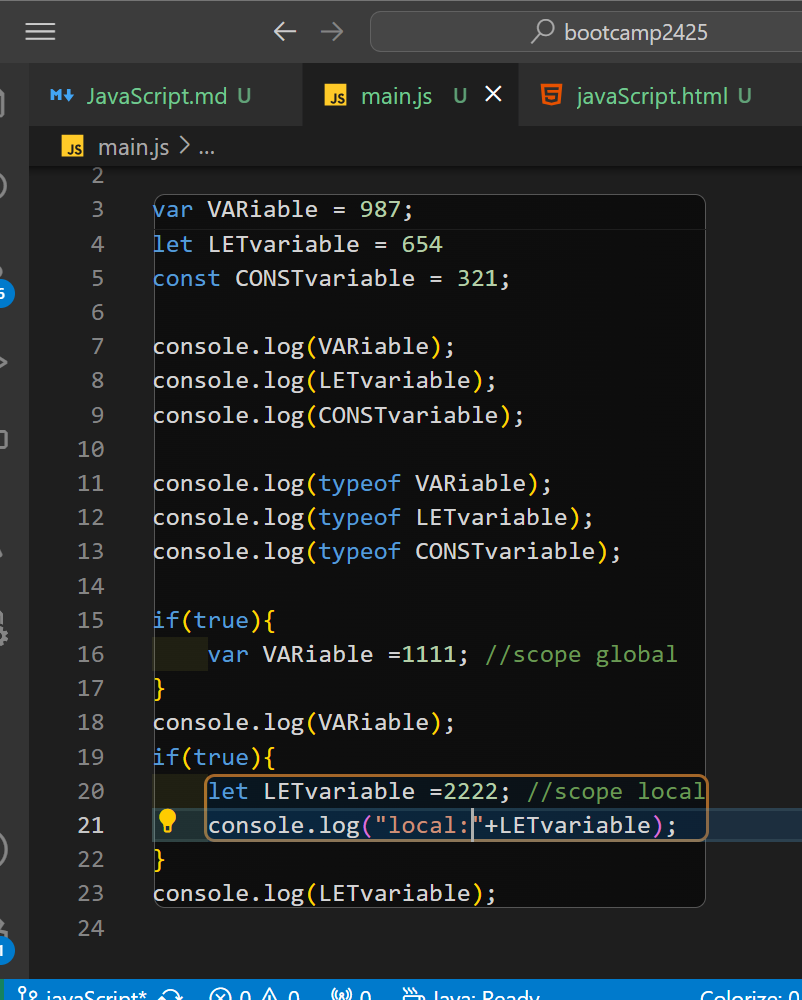 bootcamp2425
JavaScript.md U
JS main.js U
javaScript.html U
JS main.js > ...
2
3 var VARiable = 987;
4 let LETvariable = 654
5 const CONSTvariable = 321;
6
7 console.log(VARiable);
8 console.log(LETvariable);
9 console.log(CONSTvariable);
10
11 console.log(typeof VARiable);
12 console.log(typeof LETvariable);
13 console.log(typeof CONSTvariable);
14
15 if(true){
16 var VARiable =1111; //scope global
17 }
18 console.log(VARiable);
19 if(true){
20 let LETvariable =2222; //scope local
21 console.log("local:"+LETvariable);
22 }
23 console.log(LETvariable);
24
javaScript* 0 0 0 Java: Ready Colorize: 0